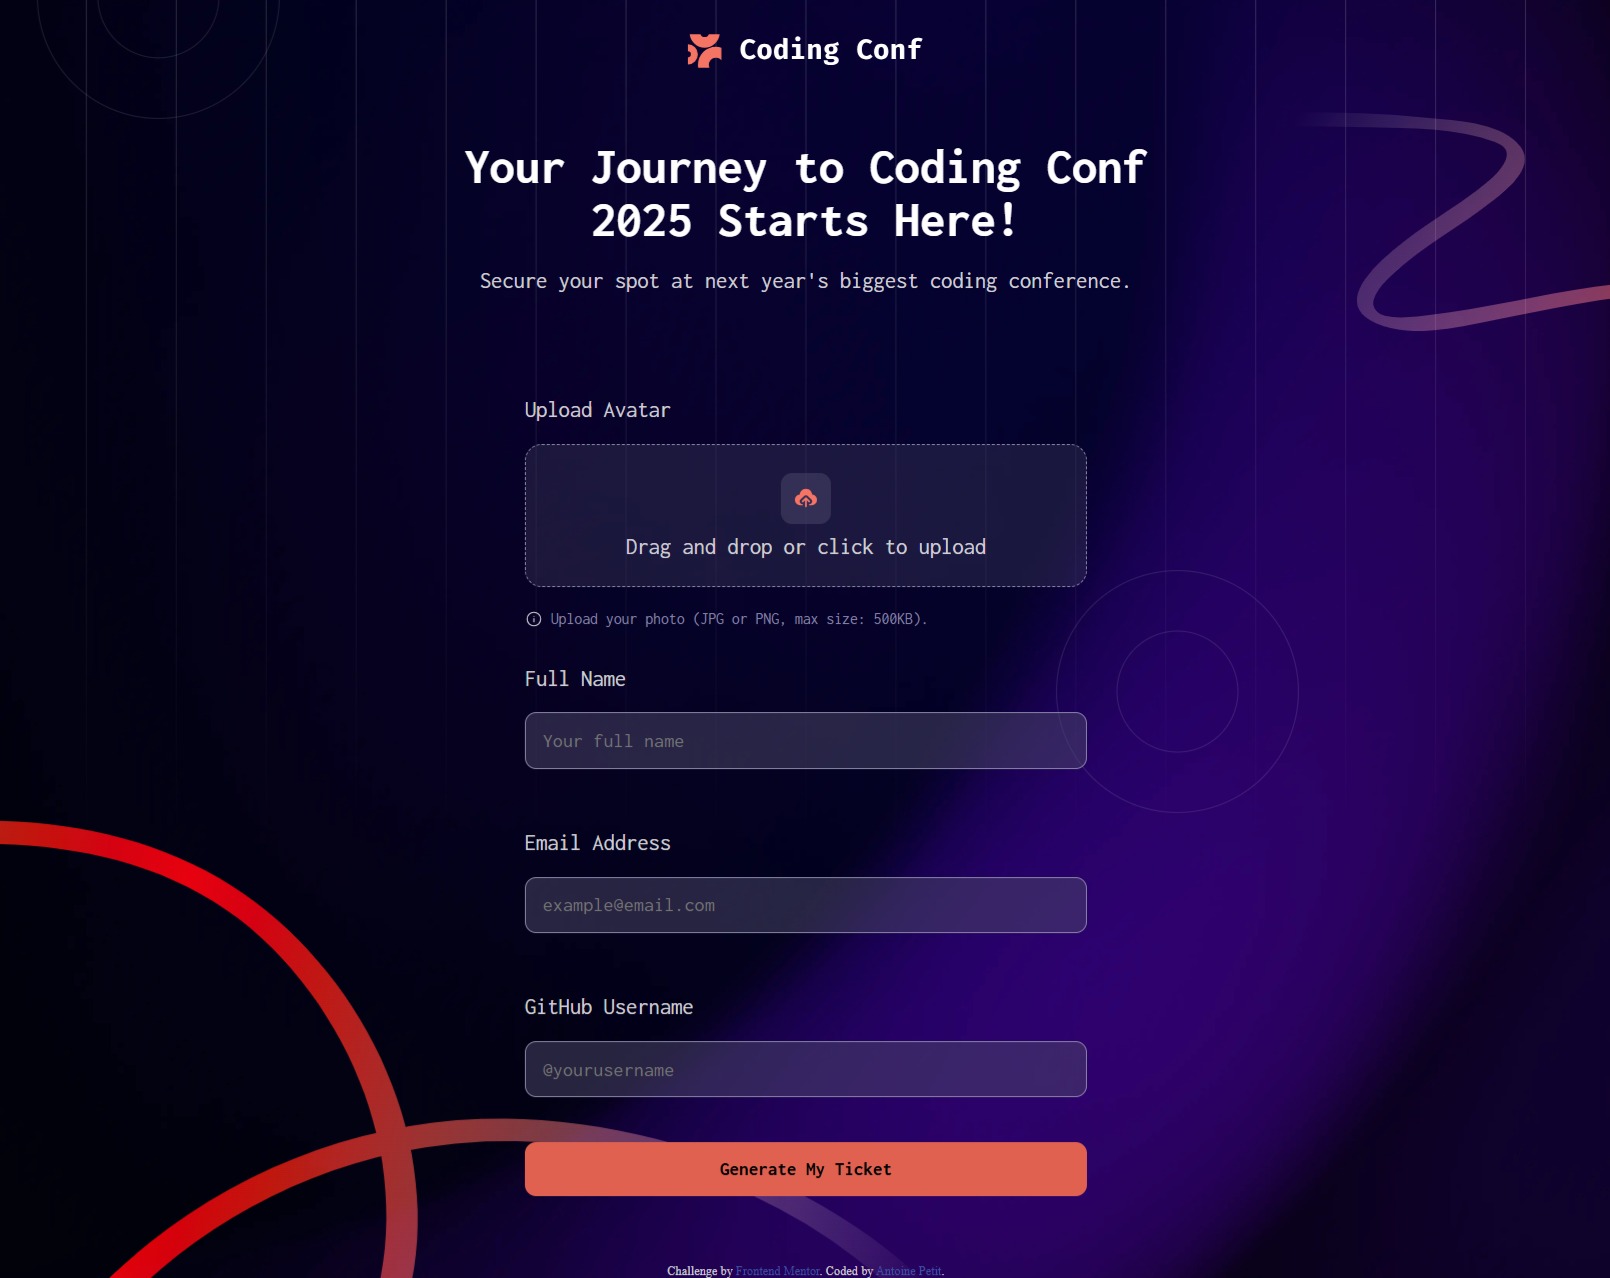 Coding Conf
Your Journey to Coding Conf
2025 Starts Here!
Secure your spot at next year's biggest coding conference.
Upload Avatar
Drag and drop or click to upload
Upload your photo (JPG or PNG, max size: 500KB).
Full Name
Your full name
Email Address
example@email.com
GitHub Username
@yourusername
Generate My Ticket
Challenge by Frontend Mentor. Coded by Antoine Petit.